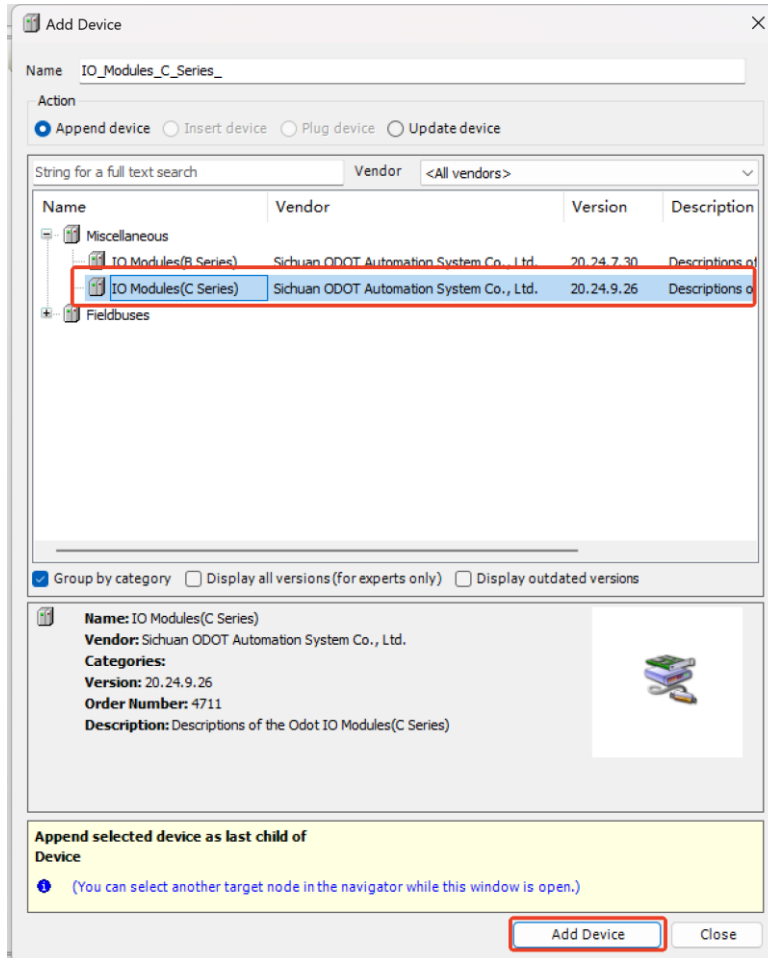 Add Device
Name IO_Modules_C_Series_
Action
Append device Insert device Plug device Update device
String for a full text search Vendor <All vendors>
Name Vendor Version Description
Miscellaneous
IO Modules(B Series) Sichuan ODOT Automation System Co., Ltd. 20.24.7.30 Descriptions of
IO Modules(C Series) Sichuan ODOT Automation System Co., Ltd. 20.24.9.26 Descriptions o
Fieldbuses
Group by category Display all versions (for experts only) Display outdated versions
Name: IO Modules(C Series)
Vendor: Sichuan ODOT Automation System Co., Ltd.
Categories:
Version: 20.24.9.26
Order Number: 4711
Description: Descriptions of the Odot IO Modules(C Series)
Append selected device as last child of
Device
(You can select another target node in the navigator while this window is open.)
Add Device Close